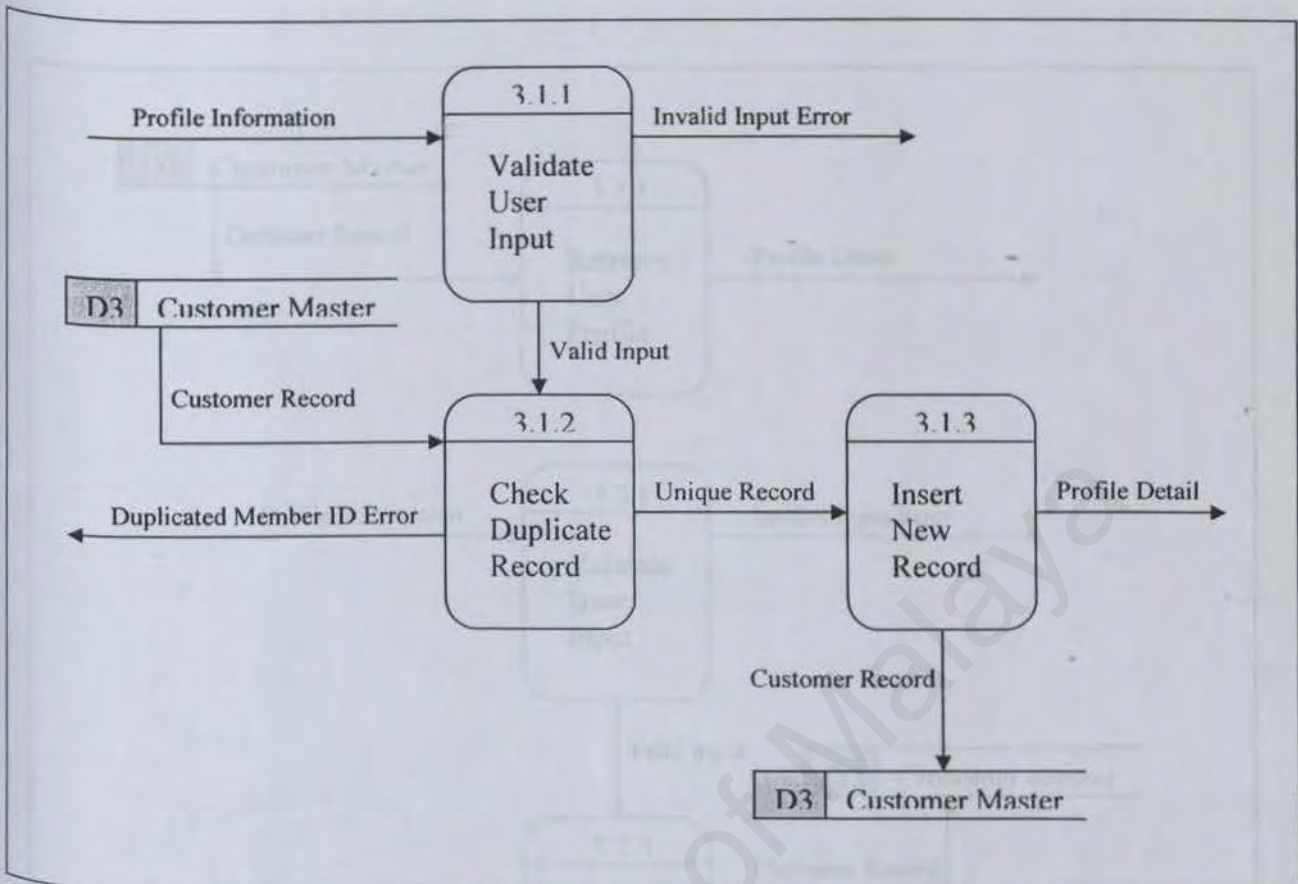 3.1.1
Profile Information
Invalid Input Error
Validate
User
Input
D3 Customer Master
Valid Input
Customer Record
3.1.2
3.1.3
Check
Duplicate
Record
Unique Record
Insert
New
Record
Profile Detail
Duplicated Member ID Error
Customer Record
D3 Customer Master
of Malaya